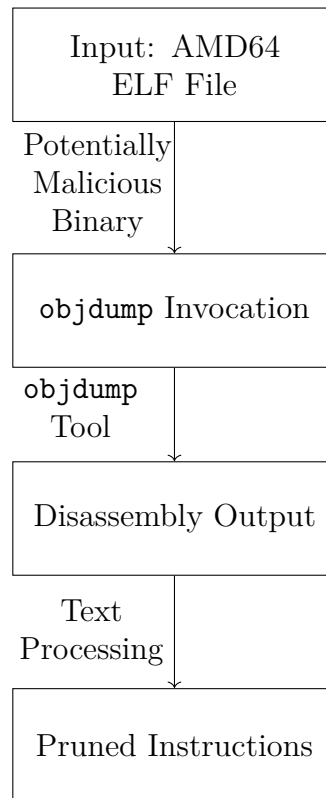 Input: AMD64
ELF File
Potentially
Malicious
Binary
objdump Invocation
objdump
Tool
Disassembly Output
Text
Processing
Pruned Instructions